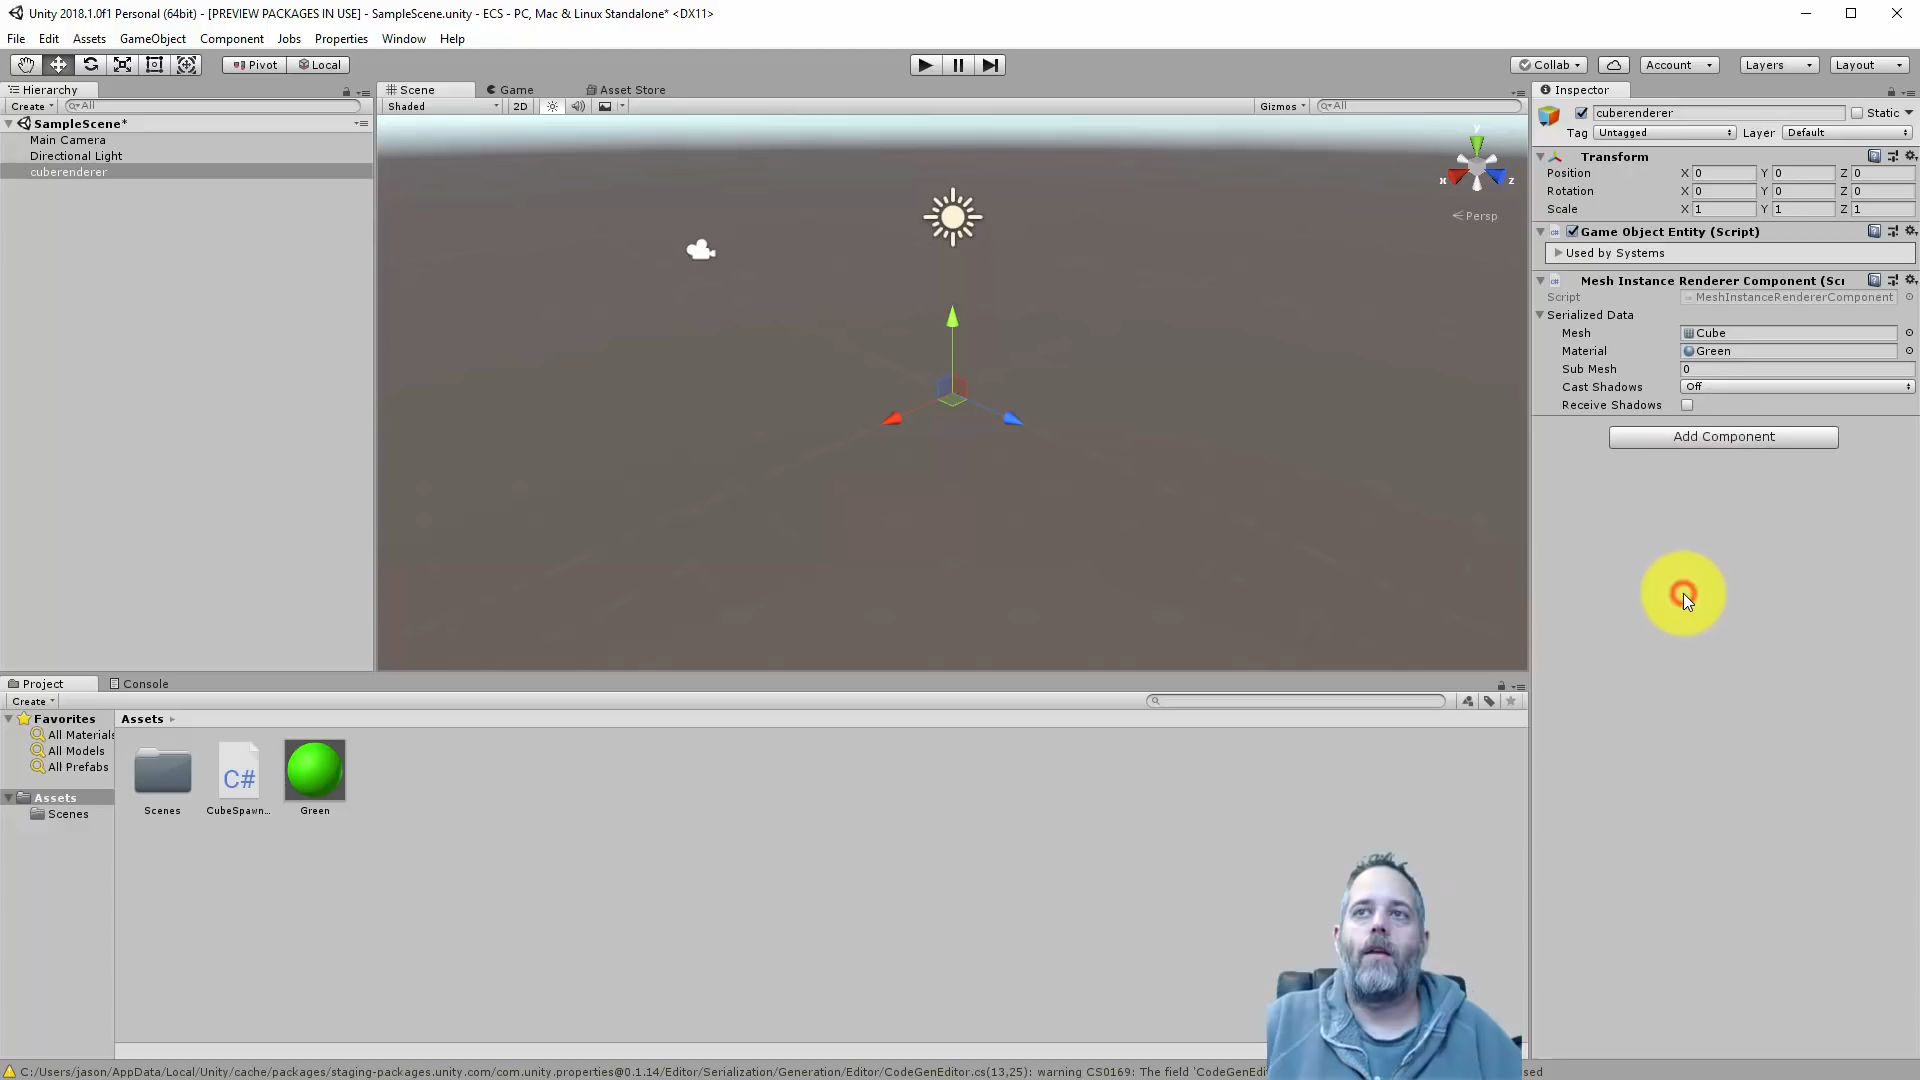 Unity 2018.1.0f1 Personal (64bit) - [PREVIEW PACKAGES IN USE] - SampleScene.unity - ECS - PC, Mac & Linux Standalone* <DX11>
File Edit Assets GameObject Component Jobs Properties Window Help
Pivot Local Collab Account Layers Layout
Hierarchy
Create All
SampleScene*
Main Camera
Directional Light
cuberenderer
Scene Game Asset Store
Shaded 2D Gizmos All
y
x z
Persp
Inspector
cuberenderer Static
Tag Untagged Layer Default
Transform
Position X 0 Y 0 Z 0
Rotation X 0 Y 0 Z 0
Scale X 1 Y 1 Z 1
Game Object Entity (Script)
Used by Systems
Mesh Instance Renderer Component (Scr
Script MeshInstanceRendererComponent
Serialized Data
Mesh Cube
Material Green
Sub Mesh 0
Cast Shadows Off
Receive Shadows
Add Component
Project Console
Create
Favorites
All Materials
All Models
All Prefabs
Assets
Scenes
Assets
C#
Scenes CubeSpawn... Green
C:/Users/jason/AppData/Local/Unity/cache/packages/staging-packages.unity.com/com.unity.properties@0.1.14/Editor/Serialization/Generation/Editor/CodeGenEditor.cs(13,25): warning CS0169: The field 'CodeGenEdi